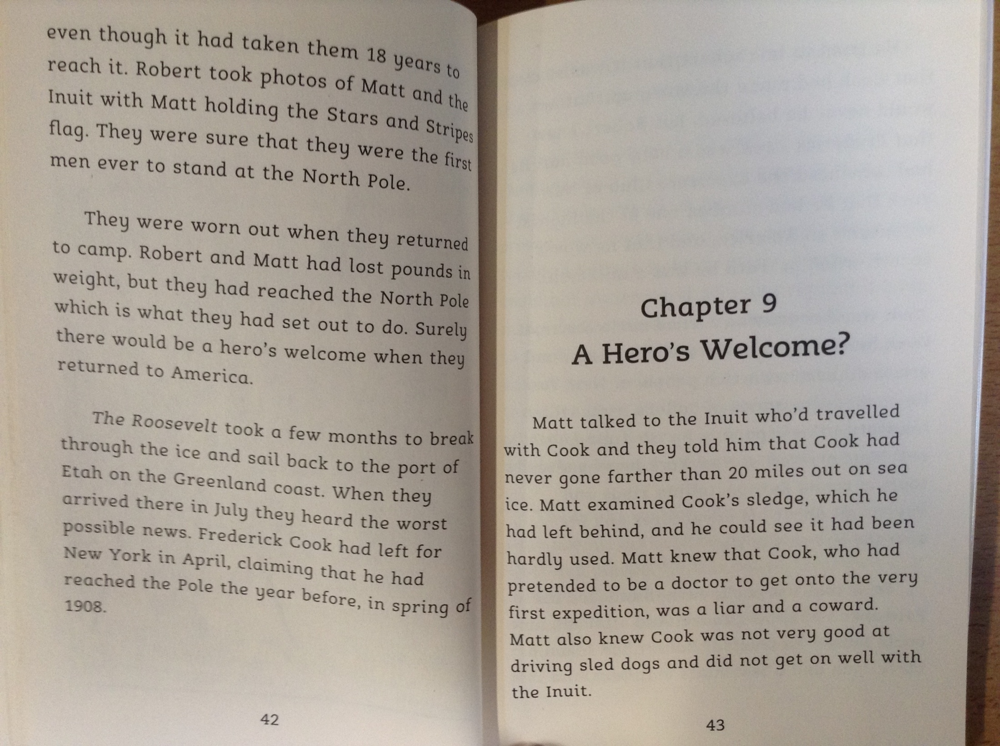 even though it had taken them 18 years to
reach it. Robert took photos of Matt and the
Inuit with Matt holding the Stars and Stripes
flag. They were sure that they were the first
men ever to stand at the North Pole.
They were worn out when they returned
to camp. Robert and Matt had lost pounds in
weight, but they had reached the North Pole
which is what they had set out to do. Surely
there would be a hero's welcome when they
returned to America.
The Roosevelt took a few months to break
through the ice and sail back to the port of
Etah on the Greenland coast. When they
arrived there in July they heard the worst
possible news. Frederick Cook had left for
New York in April, claiming that he had
reached the Pole the year before, in spring of
1908.
42
Chapter 9
A Hero's Welcome?
Matt talked to the Inuit who'd travelled
with Cook and they told him that Cook had
never gone farther than 20 miles out on sea
ice. Matt examined Cook's sledge, which he
had left behind, and he could see it had been
hardly used. Matt knew that Cook, who had
pretended to be a doctor to get onto the very
first expedition, was a liar and a coward.
Matt also knew Cook was not very good at
driving sled dogs and did not get on well with
the Inuit.
43